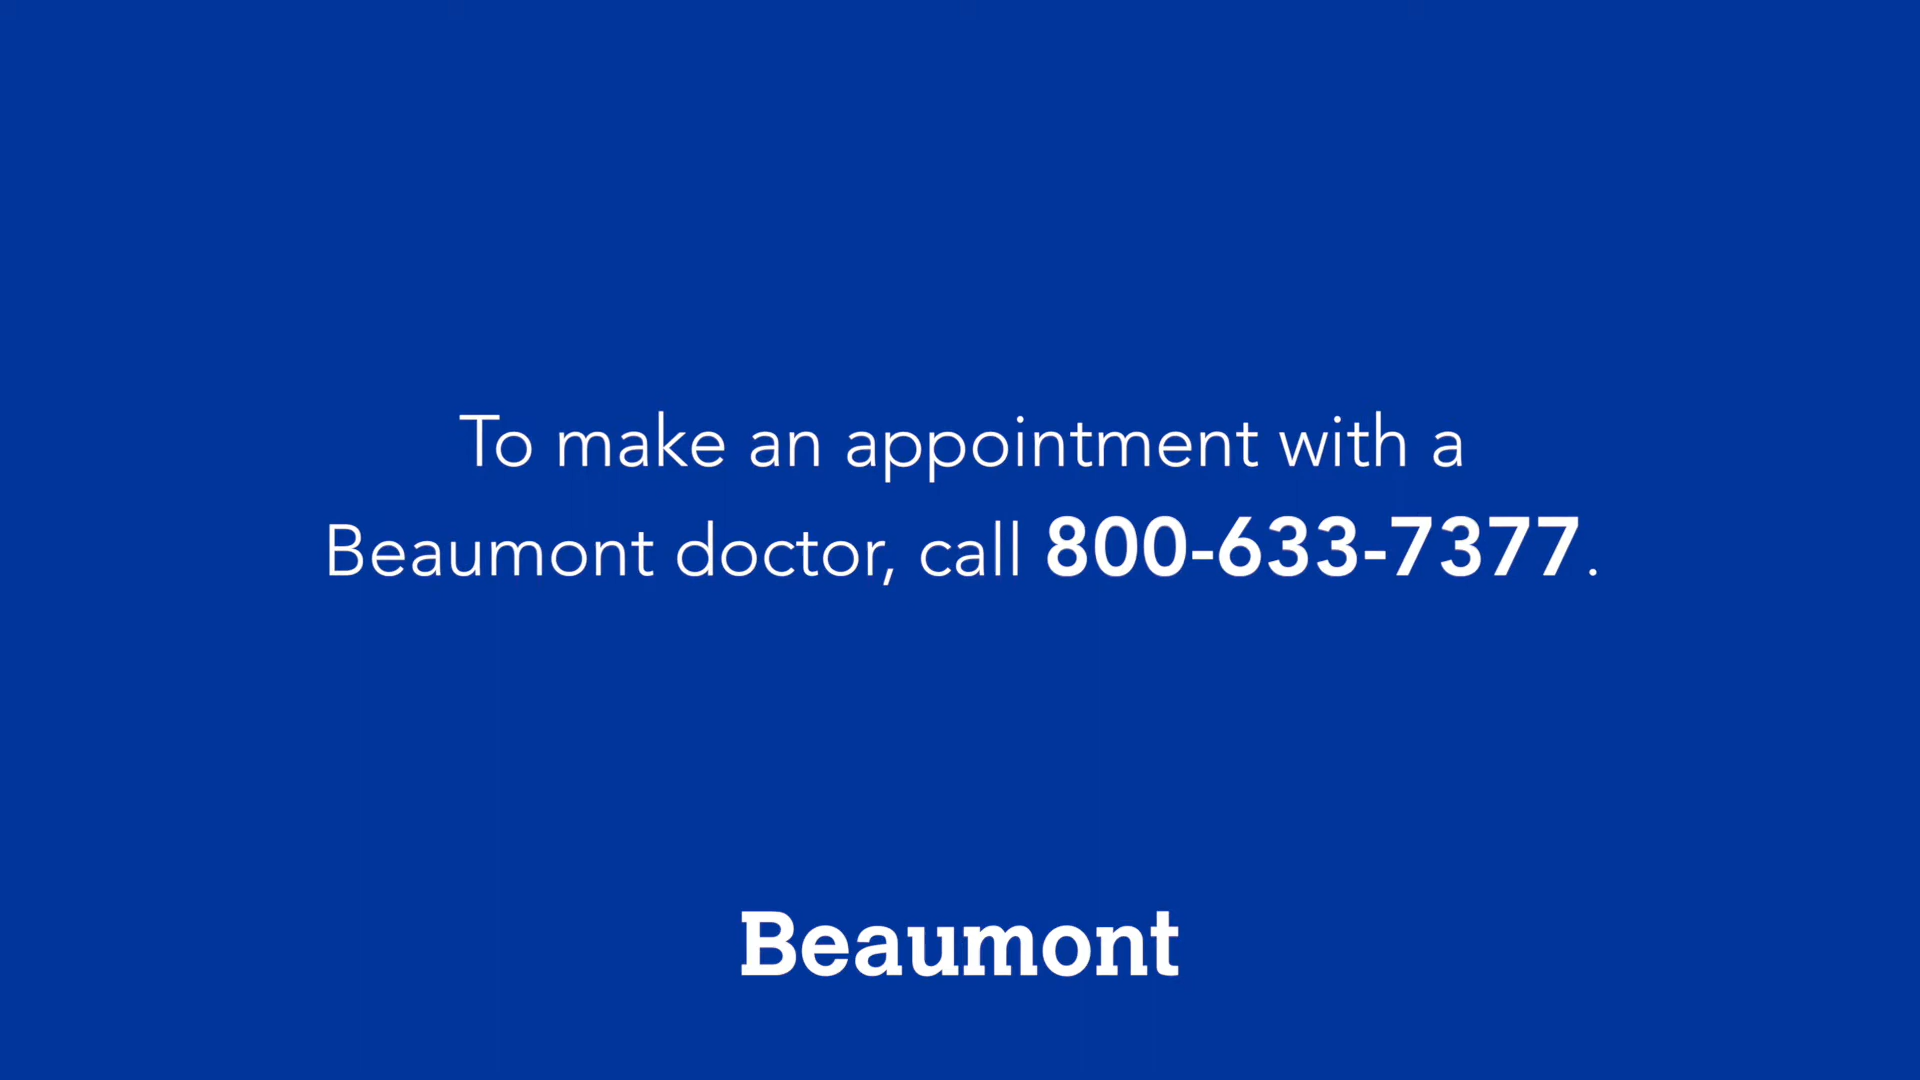 To make an appointment with a
Beaumont doctor, call 800-633-7377.
Beaumont